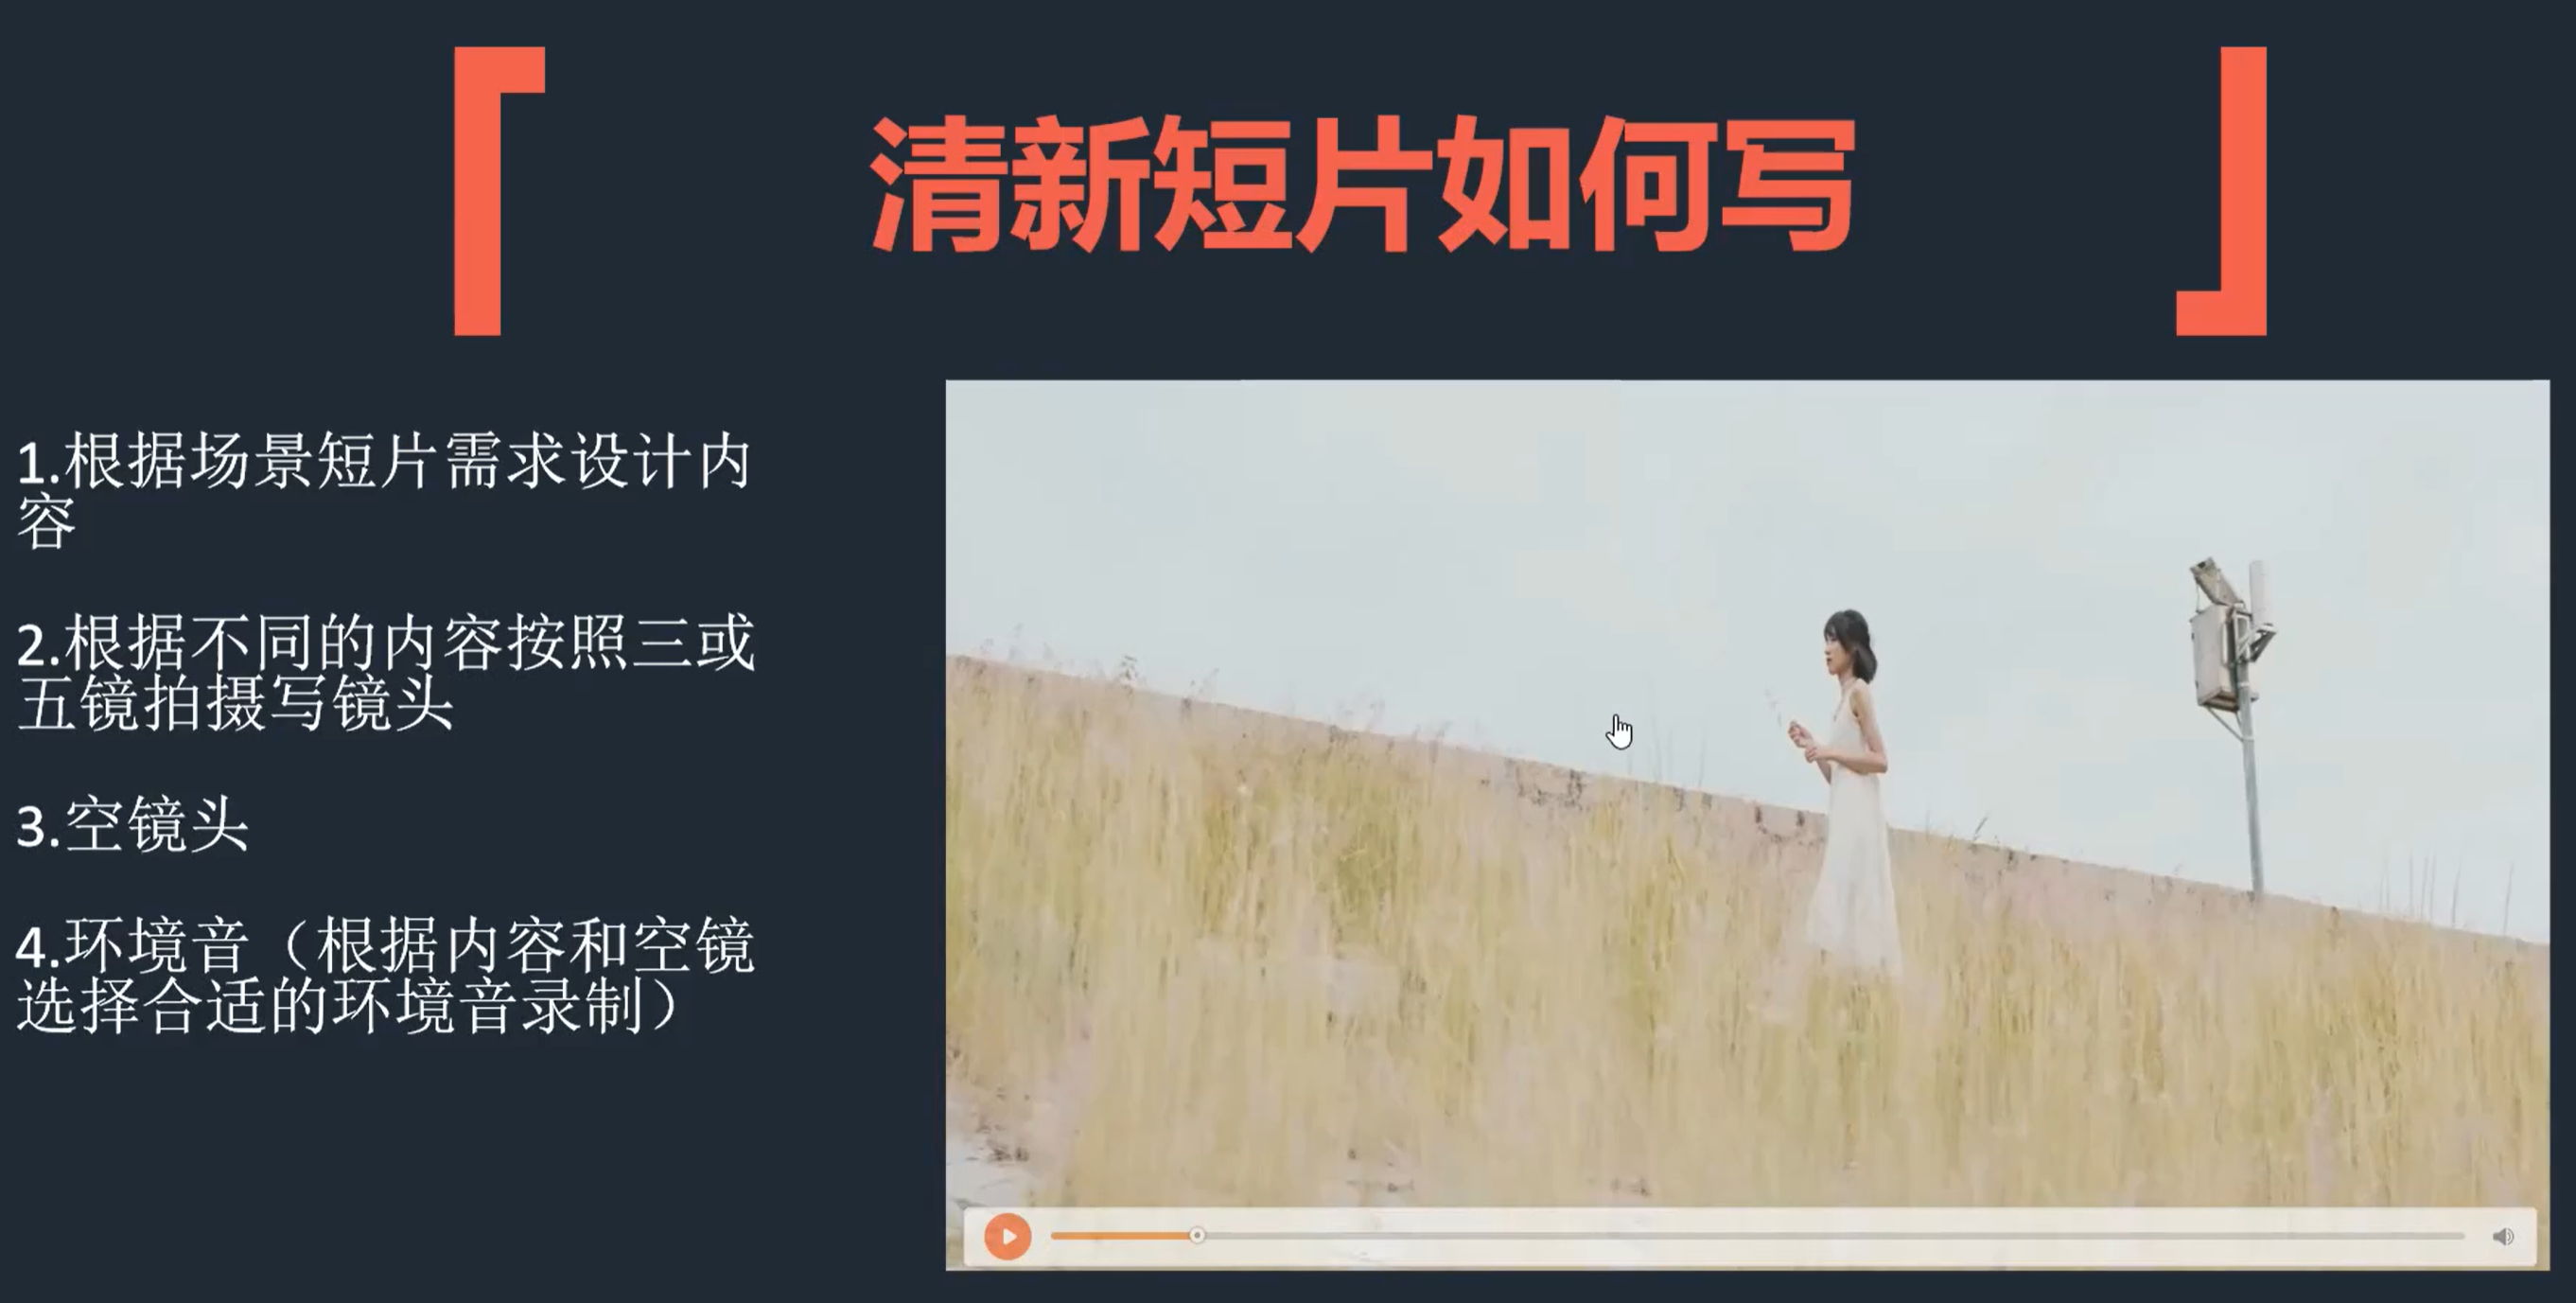 清新短片如何写
1.根据场景短片需求设计内
容
2.根据不同的内容按照三或
五镜拍摄写镜头
3.空镜头
4.环境音（根据内容和空镜
选择合适的环境音录制）